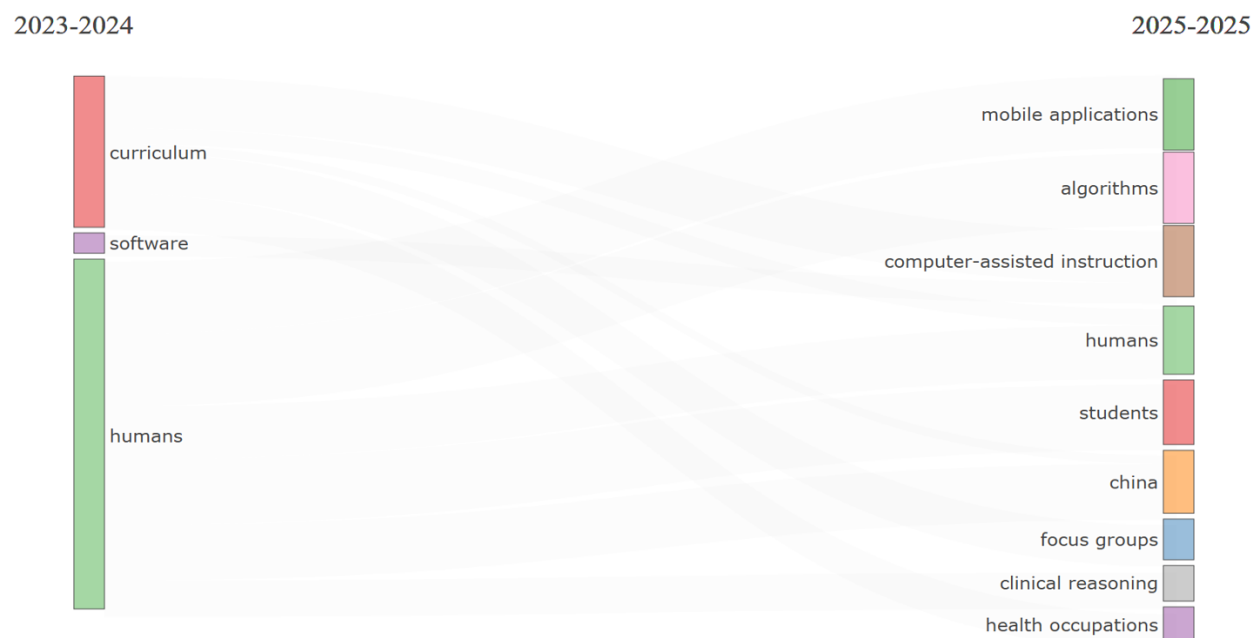 2023-2024
2025-2025
curriculum
software
humans
mobile applications
algorithms
computer-assisted instruction
humans
students
china
focus groups
clinical reasoning
health occupations